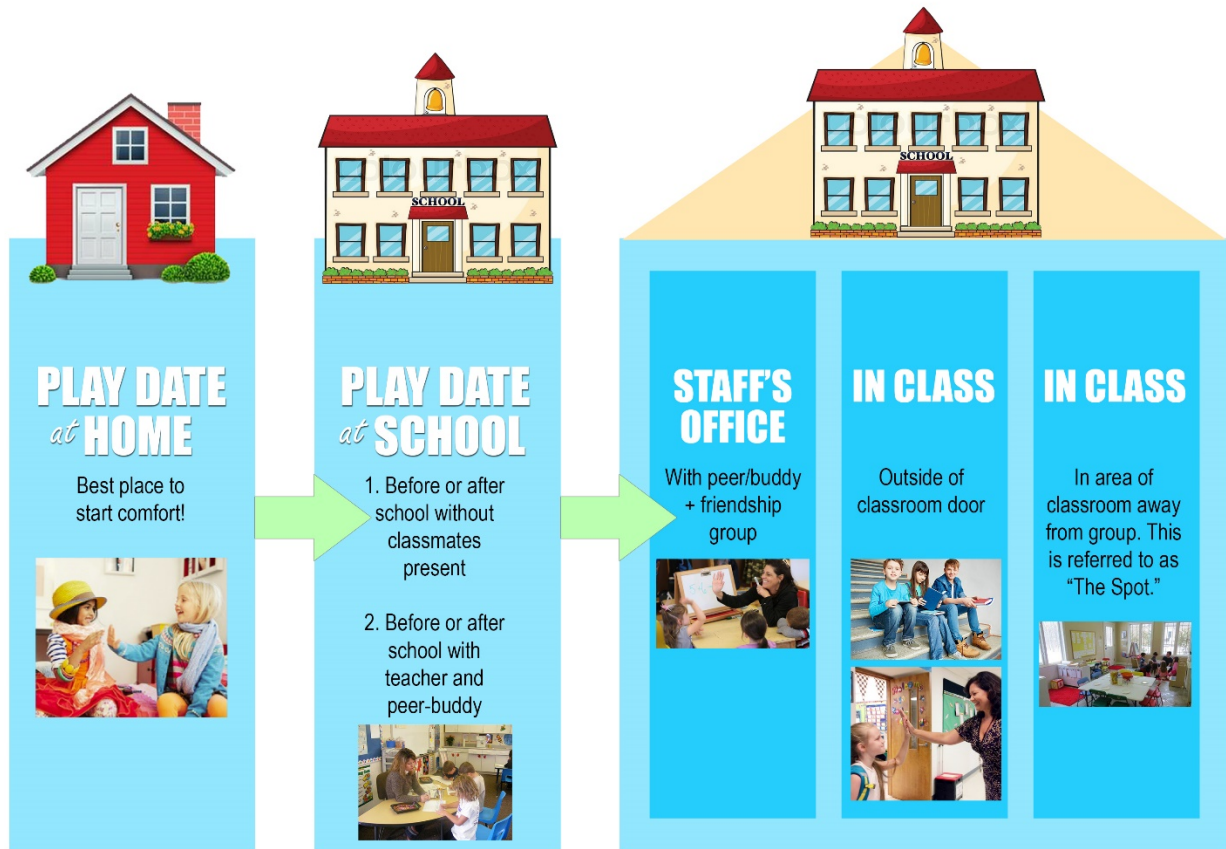 SCHOOL
SCHOOL
PLAY DATE
at HOME
Best place to
start comfort!
PLAY DATE
at SCHOOL
1. Before or after
school without
classmates
present
2. Before or after
school with
teacher and
peer-buddy
STAFF'S
OFFICE
With peer/buddy
+ friendship
group
IN CLASS
Outside of
classroom door
IN CLASS
In area of
classroom away
from group. This
is referred to as
“The Spot.”